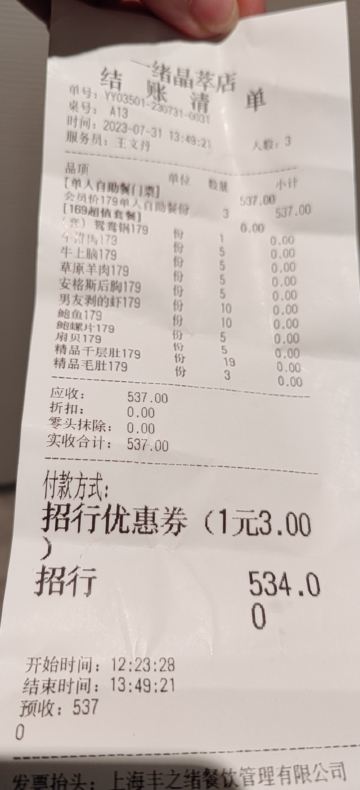 一绪晶萃店
结 账 清 单
单号: YY03501-230731-0031
桌号: A13 人数: 3
时间: 2023-07-31 13:49:21
服务员: 王文丹
品项 单位 数量 小计
[单人自助餐门票] 537.00
会员价179单人自助餐份 3 537.00
[169超值套餐] 0.00
(套) 鸳鸯锅179 份 1 0.00
179 份 5 0.00
牛上脑179 份 5 0.00
草原羊肉179 份 5 0.00
安格斯后胸179 份 5 0.00
男友剥的虾179 份 10 0.00
鲍鱼179 份 10 0.00
鲍螺片179 份 5 0.00
扇贝179 份 5 0.00
精品千层肚179 份 19 0.00
精品毛肚179 份 3 0.00
应收: 537.00
折扣: 0.00
零头抹除: 0.00
实收合计: 537.00
付款方式:
招行优惠券 (1元3.00
)
招行 534.0
0
开始时间: 12:23:28
结束时间: 13:49:21
预收: 537
0
发票抬头: 上海丰之绪餐饮管理有限公司